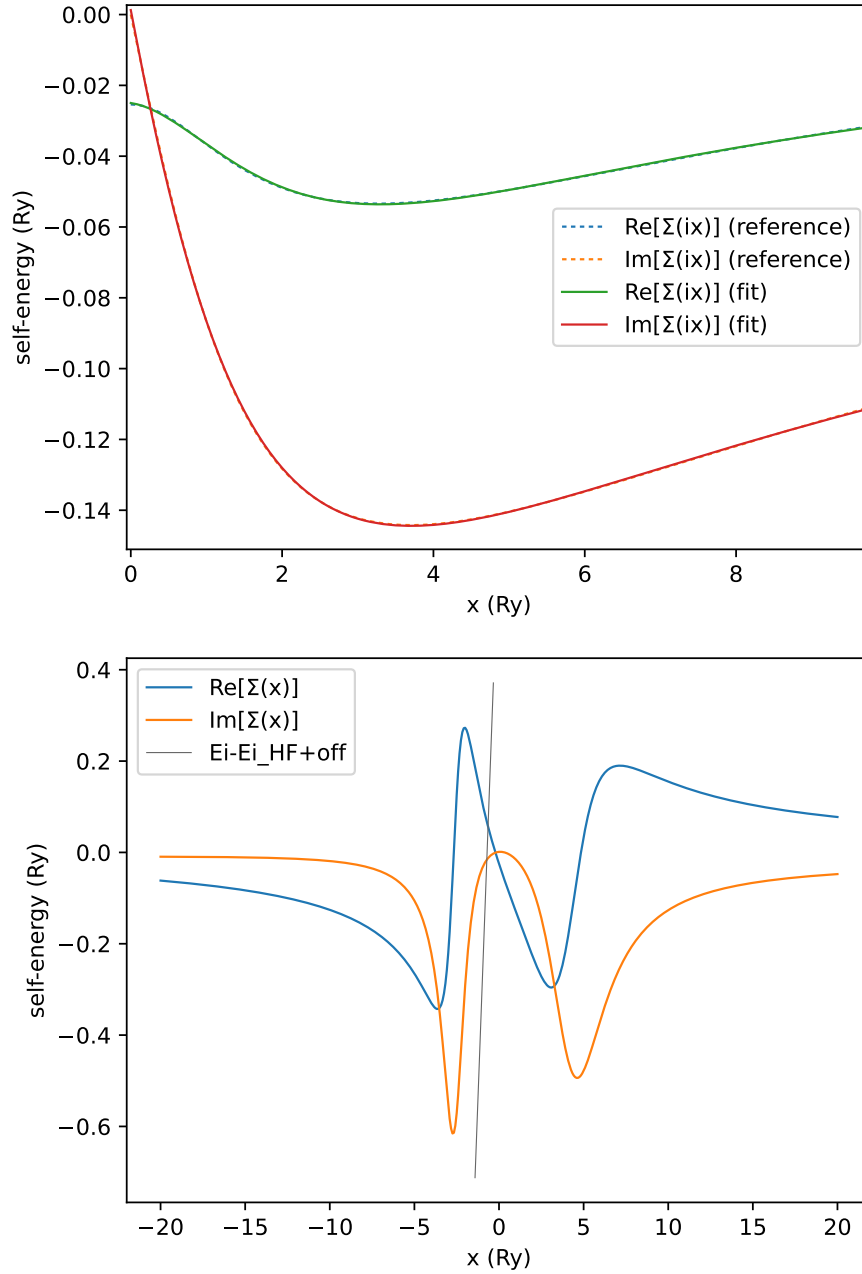 0.00
−0.02
−0.04
−0.06
−0.08
−0.10
−0.12
−0.14
self-energy (Ry)
Re[Σ(ix)] (reference)
Im[Σ(ix)] (reference)
Re[Σ(ix)] (fit)
Im[Σ(ix)] (fit)
0 2 4 6 8
x (Ry)
0.4
0.2
0.0
−0.2
−0.4
−0.6
self-energy (Ry)
Re[Σ(x)]
Im[Σ(x)]
Ei-Ei_HF+off
−20 −15 −10 −5 0 5 10 15 20
x (Ry)